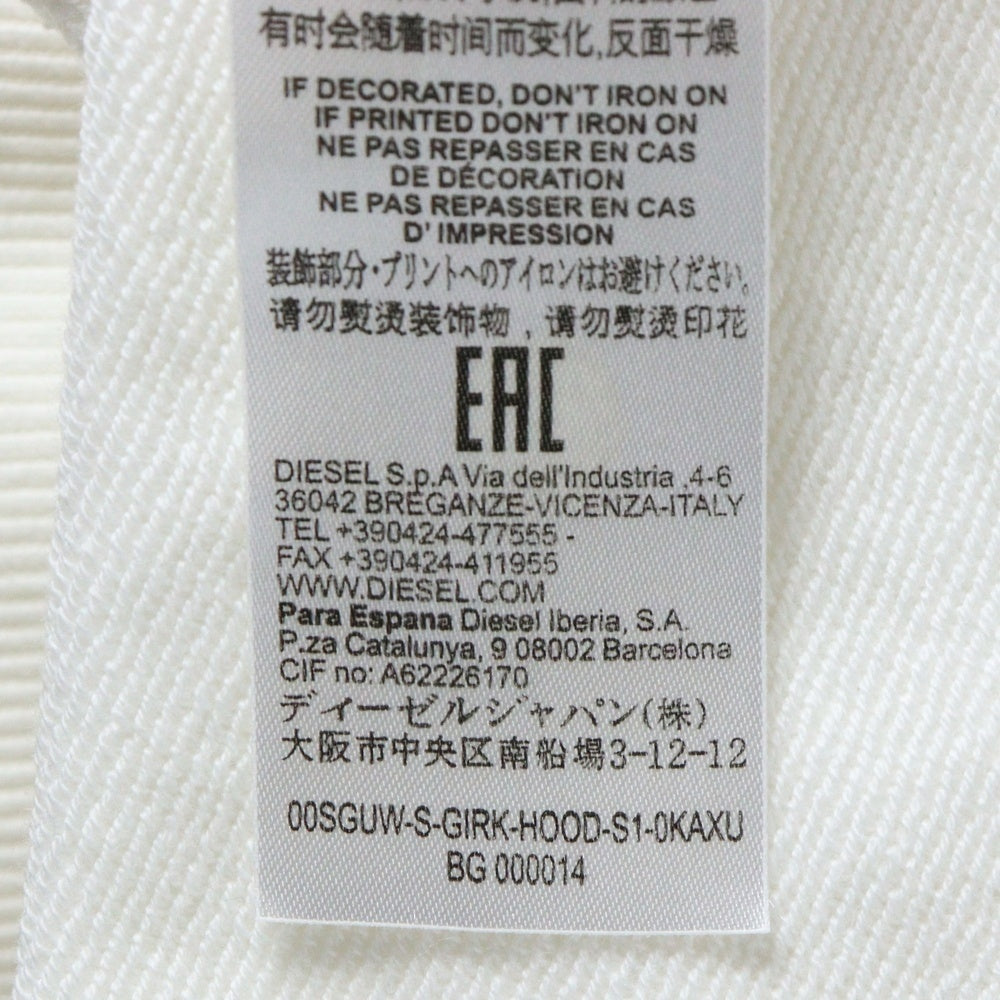 有时会随着时间而变化,反面干燥
IF DECORATED, DON'T IRON ON
IF PRINTED DON'T IRON ON
NE PAS REPASSER EN CAS
DE DÉCORATION
NE PAS REPASSER EN CAS
D' IMPRESSION
装飾部分・プリントへのアイロンはお避けください。
请勿熨烫装饰物 , 请勿熨烫印花
EAC
DIESEL S.p.A Via dell'Industria .4-6
36042 BREGANZE-VICENZA-ITALY
TEL +390424-477555 -
FAX +390424-411955
WWW.DIESEL.COM
Para Espana Diesel Iberia, S.A.
P.za Catalunya, 9 08002 Barcelona
CIF no: A62226170
ディーゼルジャパン(株)
大阪市中央区南船場3-12-12
00SGUW-S-GIRK-HOOD-S1-0KAXU
BG 000014